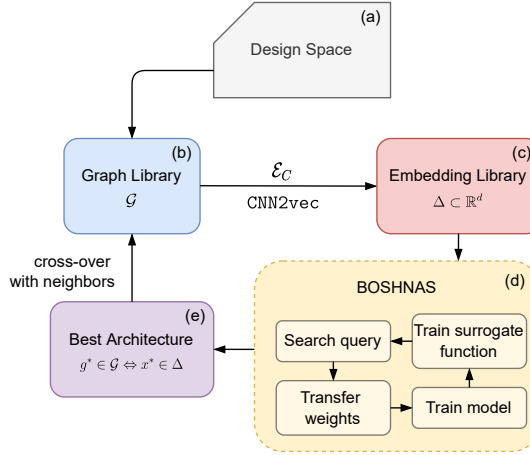 (a)
Design Space
(b)
Graph Library
𝒢
ℰ_C
CNN2vec
(c)
Embedding Library
Δ ⊂ ℝ^d
cross-over
with neighbors
(d)
BOSHNAS
Search query
Train surrogate
function
Transfer
weights
Train model
(e)
Best Architecture
g* ∈ 𝒢 ⇔ x* ∈ Δ